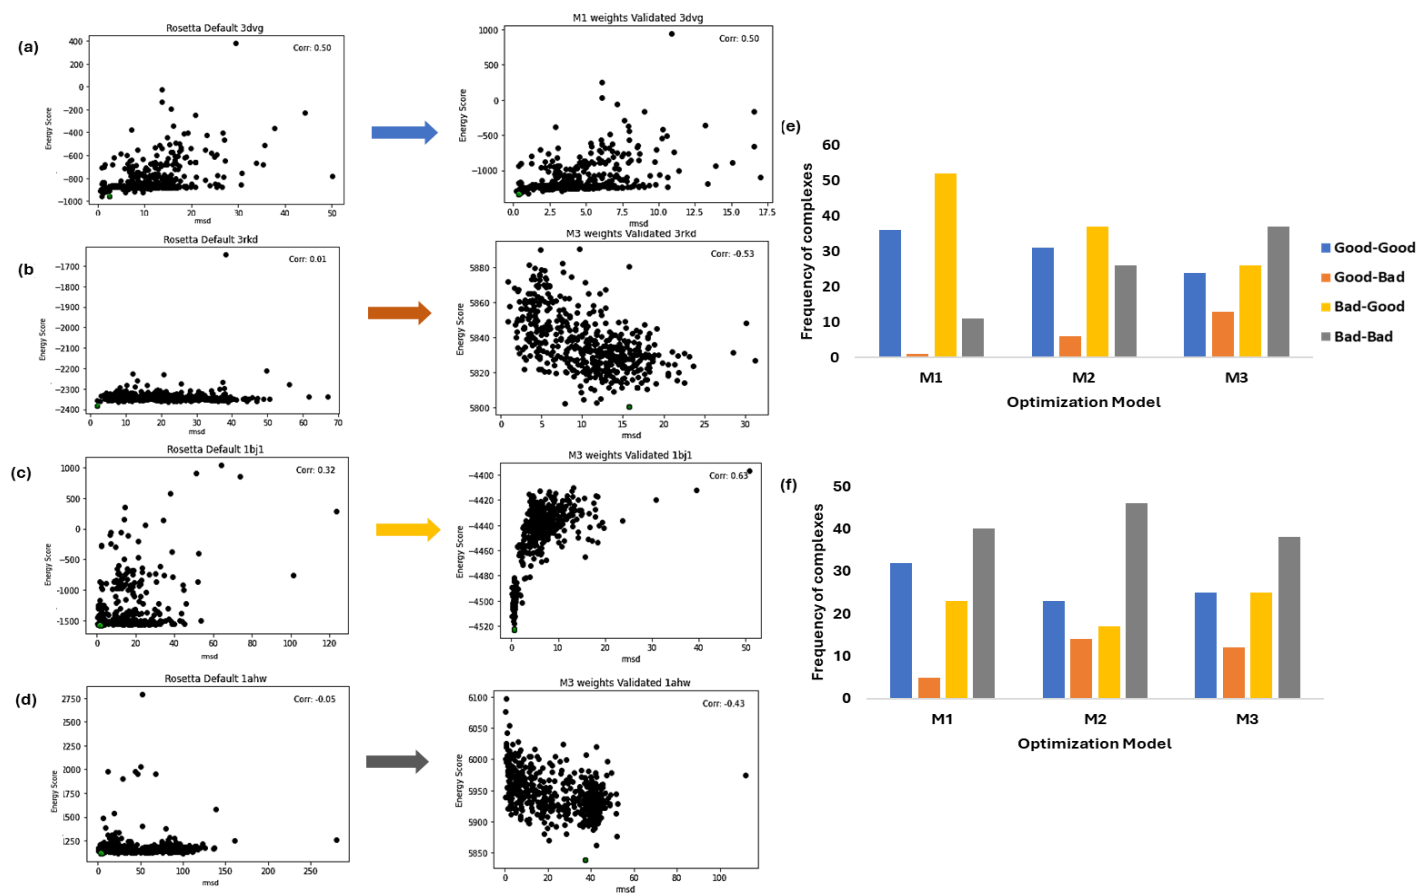 (a)
Rosetta Default 3dvg
Corr: 0.50
400
200
0
−200
−400
−600
−800
−1000
Energy Score
0 10 20 30 40 50
rmsd
M1 weights Validated 3dvg
Corr: 0.50
1000
500
0
−500
−1000
Energy Score
0.0 2.5 5.0 7.5 10.0 12.5 15.0 17.5
rmsd
(b)
Rosetta Default 3rkd
Corr: 0.01
−1700
−1800
−1900
−2000
−2100
−2200
−2300
−2400
Energy Score
0 10 20 30 40 50 60 70
rmsd
M3 weights Validated 3rkd
Corr: -0.53
5880
5860
5840
5820
5800
Energy Score
0 5 10 15 20 25 30
rmsd
(c)
Rosetta Default 1bj1
Corr: 0.32
1000
500
0
−500
−1000
−1500
Energy Score
0 20 40 60 80 100 120
rmsd
M3 weights Validated 1bj1
Corr: 0.63
−4400
−4420
−4440
−4460
−4480
−4500
−4520
Energy Score
0 10 20 30 40 50
rmsd
(d)
Rosetta Default 1ahw
Corr: -0.05
2750
2500
2250
2000
1750
1500
1250
Energy Score
0 50 100 150 200 250
rmsd
M3 weights Validated 1ahw
Corr: -0.43
6100
6050
6000
5950
5900
5850
Energy Score
0 20 40 60 80 100
rmsd
(e)
Frequency of complexes
60
50
40
30
20
10
0
M1 M2 M3
Optimization Model
Good-Good
Good-Bad
Bad-Good
Bad-Bad
(f)
Frequency of complexes
50
40
30
20
10
0
M1 M2 M3
Optimization Model